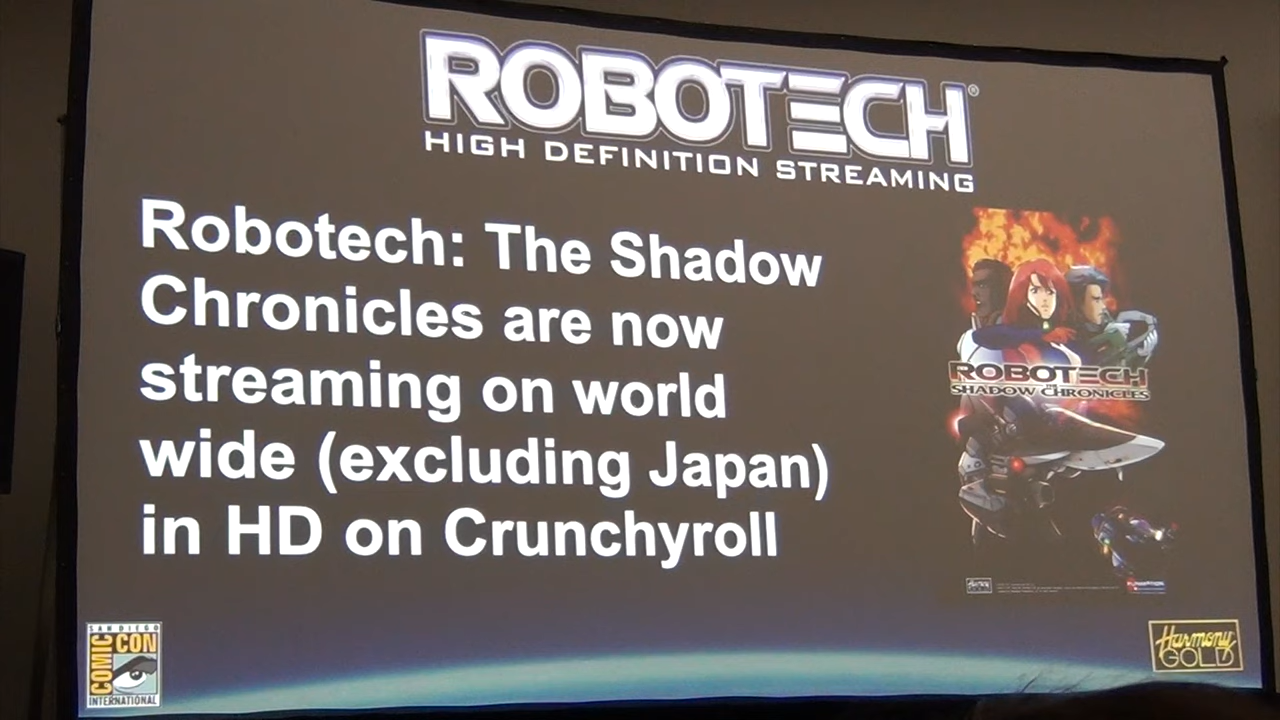 ROBOTECH®
HIGH DEFINITION STREAMING
Robotech: The Shadow
Chronicles are now
streaming on world
wide (excluding Japan)
in HD on Crunchyroll
ROBOTECH
THE
SHADOW CHRONICLES
SAN DIEGO
COMIC CON
INTERNATIONAL
Harmony
GOLD